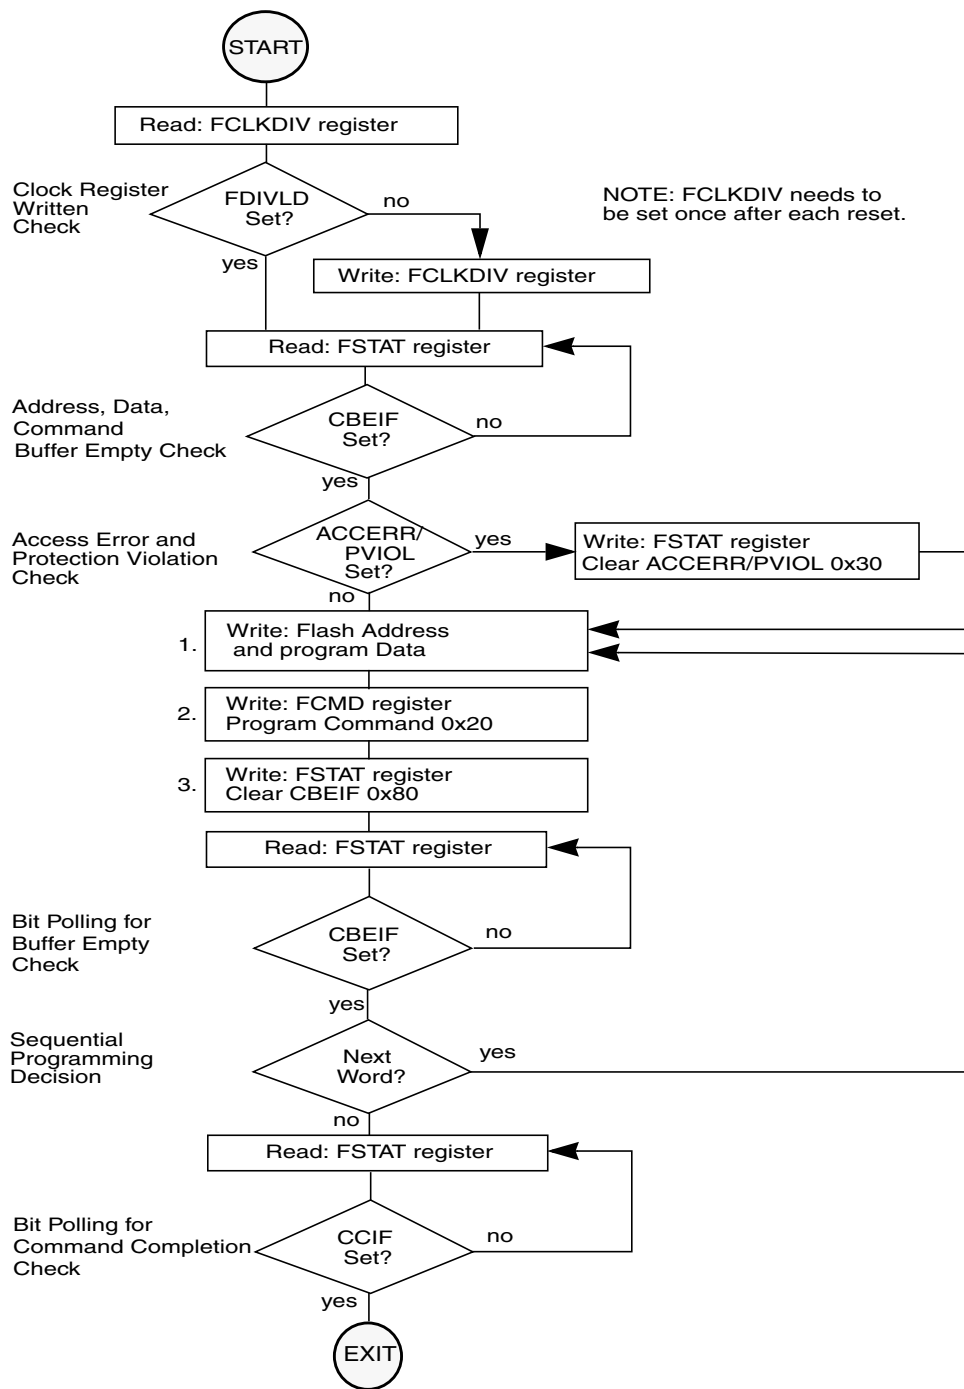 START
Read: FCLKDIV register
Clock Register
Written
Check
FDIVLD
Set?
no
yes
NOTE: FCLKDIV needs to
be set once after each reset.
Write: FCLKDIV register
Read: FSTAT register
Address, Data,
Command
Buffer Empty Check
CBEIF
Set?
no
yes
Access Error and
Protection Violation
Check
ACCERR/
PVIOL
Set?
yes
no
Write: FSTAT register
Clear ACCERR/PVIOL 0x30
1.
Write: Flash Address
and program Data
2.
Write: FCMD register
Program Command 0x20
3.
Write: FSTAT register
Clear CBEIF 0x80
Read: FSTAT register
Bit Polling for
Buffer Empty
Check
CBEIF
Set?
no
yes
Sequential
Programming
Decision
Next
Word?
yes
no
Read: FSTAT register
Bit Polling for
Command Completion
Check
CCIF
Set?
no
yes
EXIT